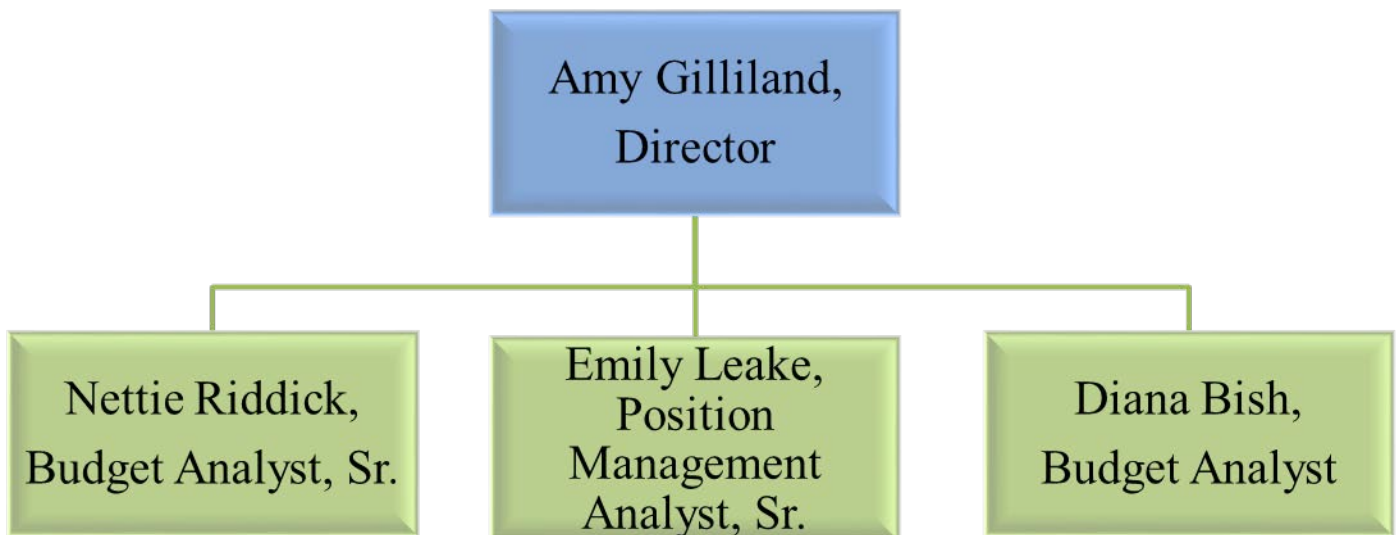 Amy Gilliland,
Director
Nettie Riddick,
Budget Analyst, Sr.
Emily Leake,
Position
Management
Analyst, Sr.
Diana Bish,
Budget Analyst